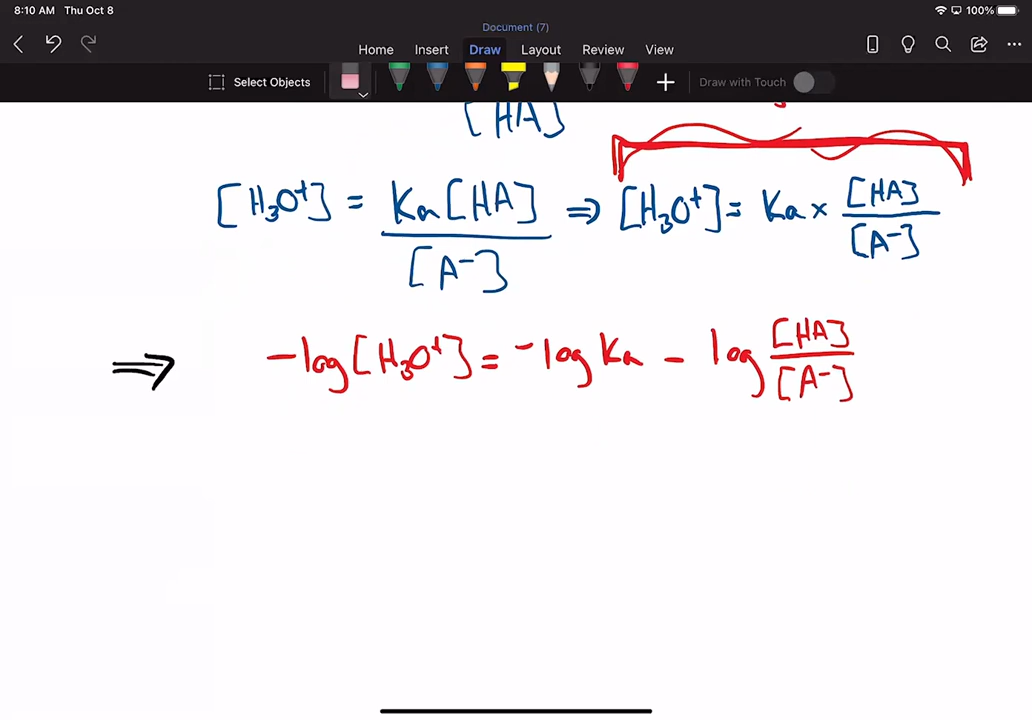 8:10 AM Thu Oct 8
100%
Document (7)
Home Insert Draw Layout Review View
Select Objects
Draw with Touch
[HA]
[H₃O⁺] = Ka[HA] / [A⁻] ⇒ [H₃O⁺] = Ka × [HA] / [A⁻]
⇒ -log[H₃O⁺] = -log Ka - log [HA] / [A⁻]